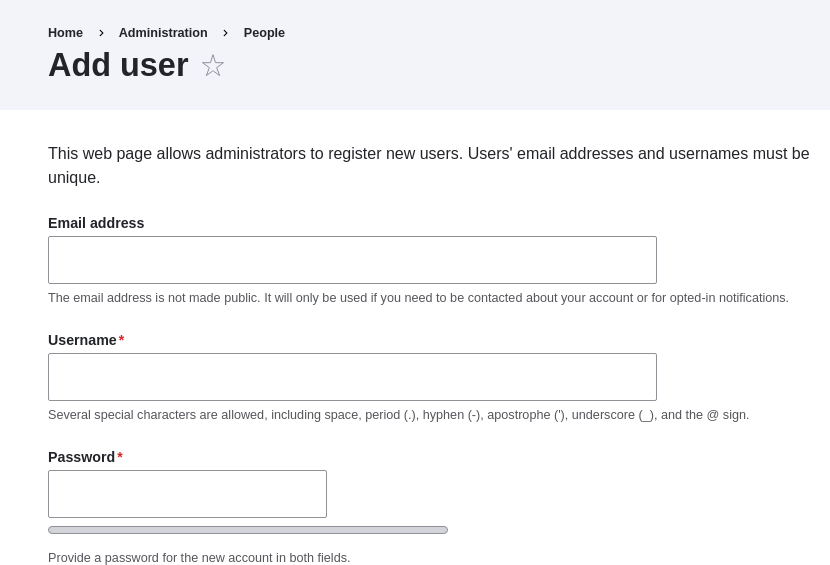 Home > Administration > People
Add user ☆
This web page allows administrators to register new users. Users' email addresses and usernames must be
unique.
Email address
The email address is not made public. It will only be used if you need to be contacted about your account or for opted-in notifications.
Username*
Several special characters are allowed, including space, period (.), hyphen (-), apostrophe ('), underscore (_), and the @ sign.
Password*
Provide a password for the new account in both fields.